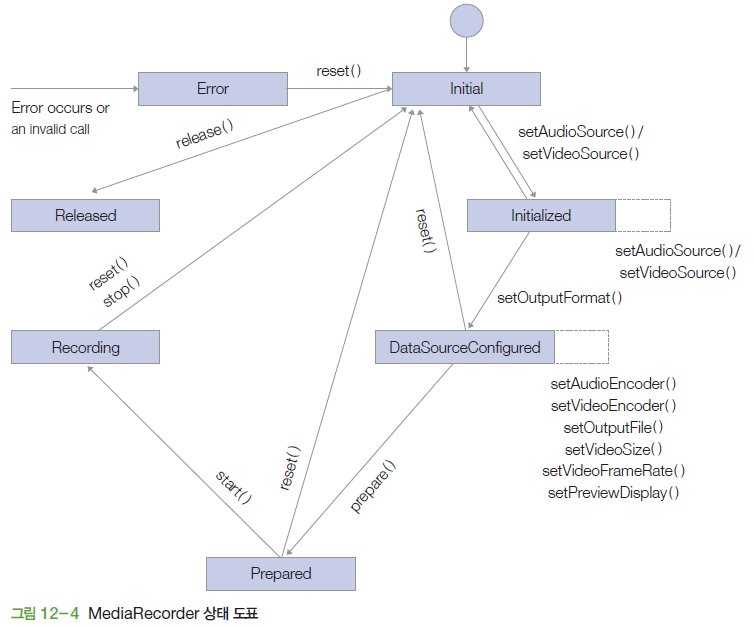 reset()
Error
Initial
Error occurs or
an invalid call
release()
setAudioSource()/
setVideoSource()
Released
Initialized
reset()
setAudioSource()/
setVideoSource()
reset()
stop()
setOutputFormat()
Recording
DataSourceConfigured
setAudioEncoder()
setVideoEncoder()
setOutputFile()
setVideoSize()
setVideoFrameRate()
setPreviewDisplay()
start()
reset()
prepare()
Prepared
그림 12-4 MediaRecorder 상태 도표